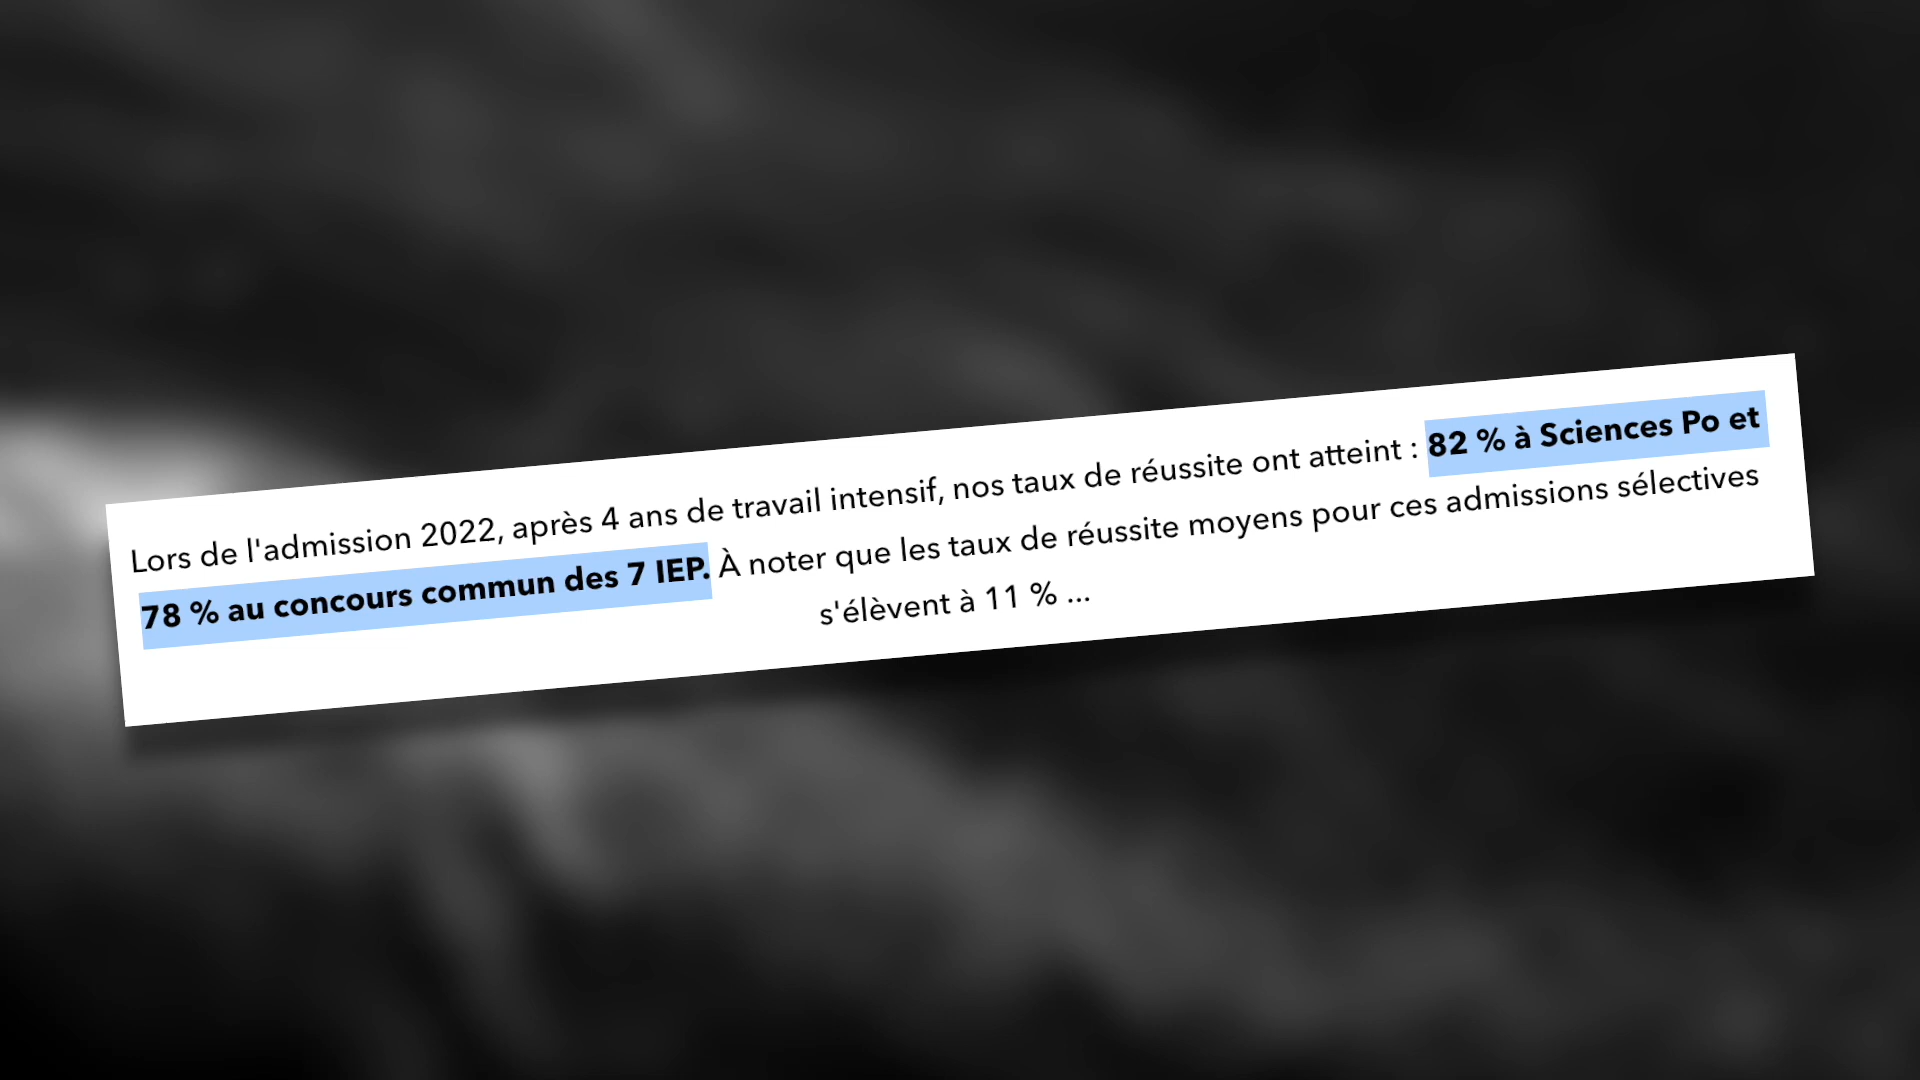 Lors de l'admission 2022, après 4 ans de travail intensif, nos taux de réussite ont atteint : 82 % à Sciences Po et
78 % au concours commun des 7 IEP. À noter que les taux de réussite moyens pour ces admissions sélectives
s'élèvent à 11 % ...